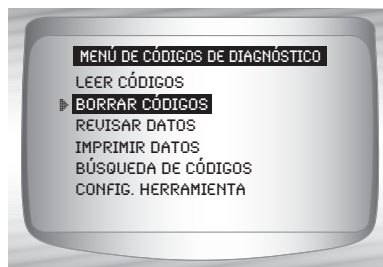 MENÚ DE CÓDIGOS DE DIAGNÓSTICO
LEER CÓDIGOS
BORRAR CÓDIGOS
REVISAR DATOS
IMPRIMIR DATOS
BÚSQUEDA DE CÓDIGOS
CONFIG. HERRAMIENTA